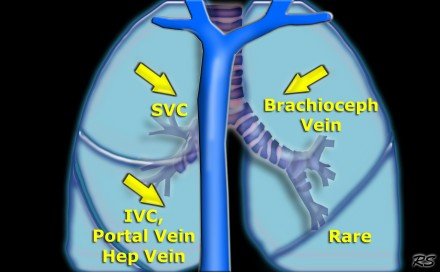 SVC
Brachioceph
Vein
IVC,
Portal Vein
Hep Vein
Rare
RS